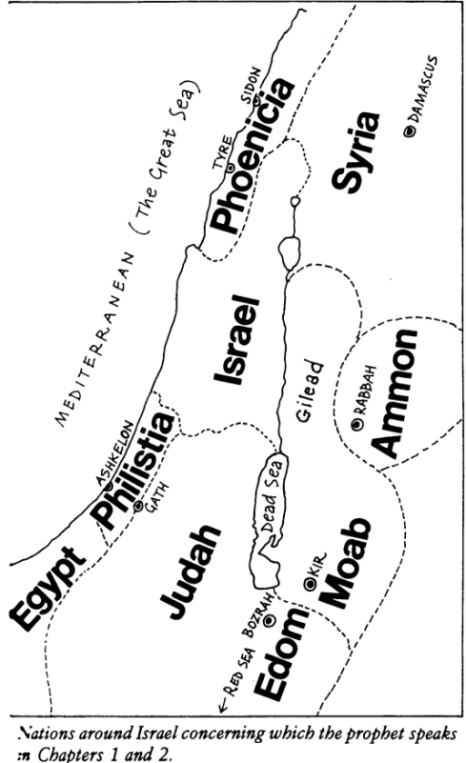 MEDITERRANEAN (The Great Sea)
SIDON
TYRE
Phoenicia
Syria
DAMASCUS
Israel
Gilead
Ammon
RABBAH
ASHKELON
Philistia
GATH
Egypt
Judah
Dead Sea
Moab
KIR
Edom
BOZRAH
← RED SEA
Nations around Israel concerning which the prophet speaks
in Chapters 1 and 2.